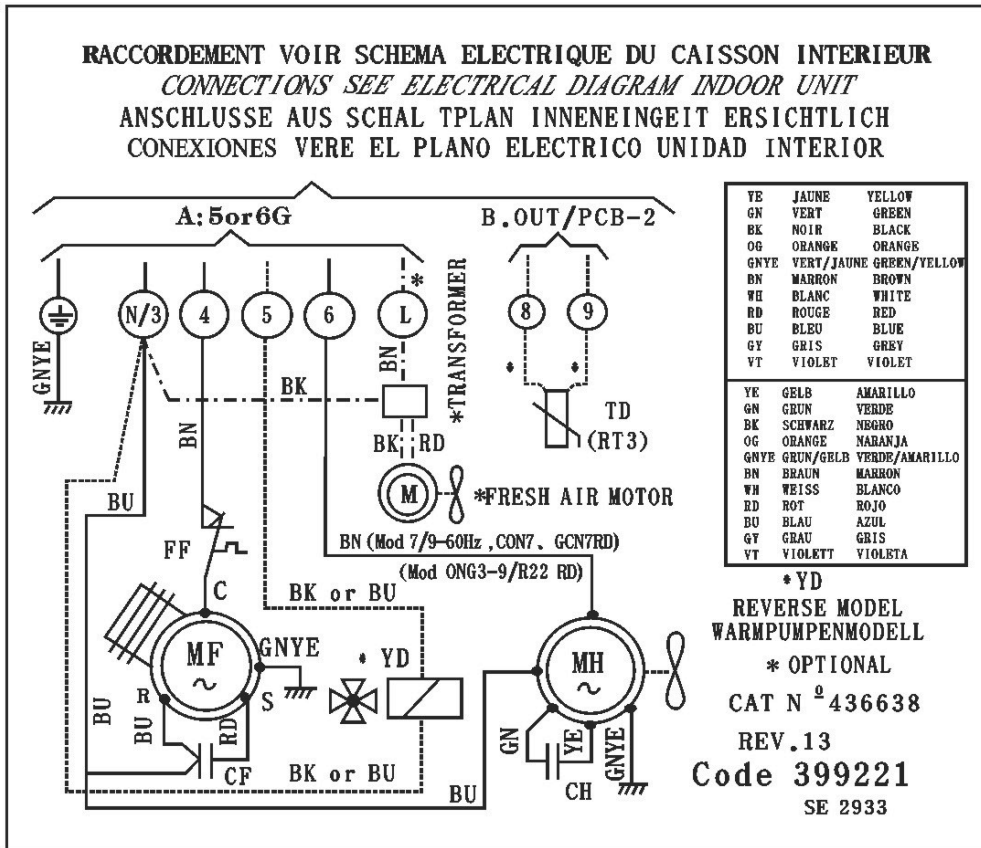 RACCORDEMENT VOIR SCHEMA ELECTRIQUE DU CAISSON INTERIEUR
CONNECTIONS SEE ELECTRICAL DIAGRAM INDOOR UNIT
ANSCHLUSSE AUS SCHAL TPLAN INNENEINGEIT ERSICHTLICH
CONEXIONES VERE EL PLANO ELECTRICO UNIDAD INTERIOR
A:5or6G
B.OUT/PCB-2
N/3 4 5 6 L 8 9
*
GNYE
BN
*TRANSFORMER
BK
BN
BK RD
* *
TD
(RT3)
M
*FRESH AIR MOTOR
BU
FF
BN (Mod 7/9-60Hz ,CON7、GCN7RD)
(Mod ONG3-9/R22 RD)
C
BK or BU
MF
~
GNYE
* YD
MH
~
R
S
BU
BU
RD
CF
BK or BU
BU
GN
YE
GNYE
CH
YE JAUNE YELLOW
GN VERT GREEN
BK NOIR BLACK
OG ORANGE ORANGE
GNYE VERT/JAUNE GREEN/YELLOW
BN MARRON BROWN
WH BLANC WHITE
RD ROUGE RED
BU BLEU BLUE
GY GRIS GREY
VT VIOLET VIOLET
YE GELB AMARILLO
GN GRUN VERDE
BK SCHWARZ NEGRO
OG ORANGE NARANJA
GNYE GRUN/GELB VERDE/AMARILLO
BN BRAUN MARRON
WH WEISS BLANCO
RD ROT ROJO
BU BLAU AZUL
GY GRAU GRIS
VT VIOLETT VIOLETA
*YD
REVERSE MODEL
WARMPUMPENMODELL
* OPTIONAL
CAT N º 436638
REV.13
Code 399221
SE 2933